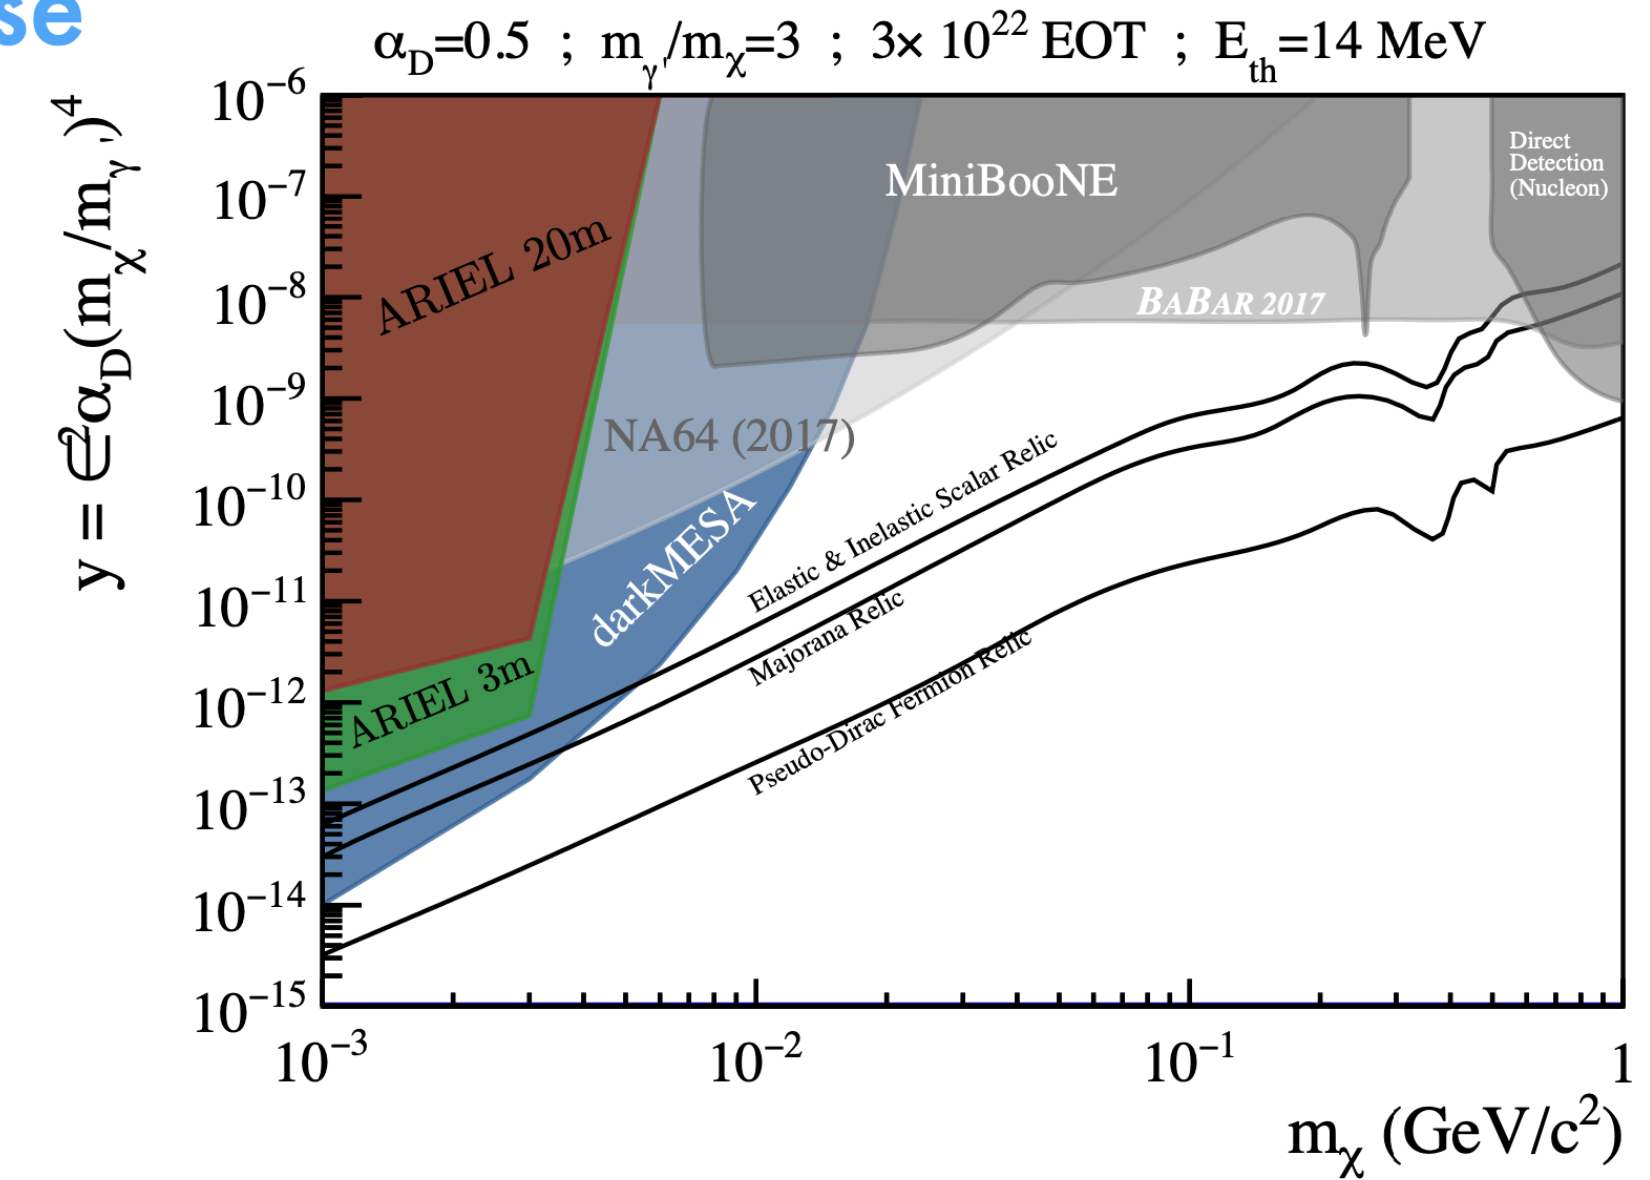 se
α_D=0.5 ; m_γ'/m_χ=3 ; 3× 10^22 EOT ; E_th=14 MeV
y = ∈^2α_D(m_χ/m_γ')^4
10^−6
10^−7
10^−8
10^−9
10^−10
10^−11
10^−12
10^−13
10^−14
10^−15
ARIEL 20m
MiniBooNE
Direct
Detection
(Nucleon)
BABAR 2017
NA64 (2017)
darkMESA
ARIEL 3m
Elastic & Inelastic Scalar Relic
Majorana Relic
Pseudo-Dirac Fermion Relic
10^−3
10^−2
10^−1
1
m_χ (GeV/c^2)